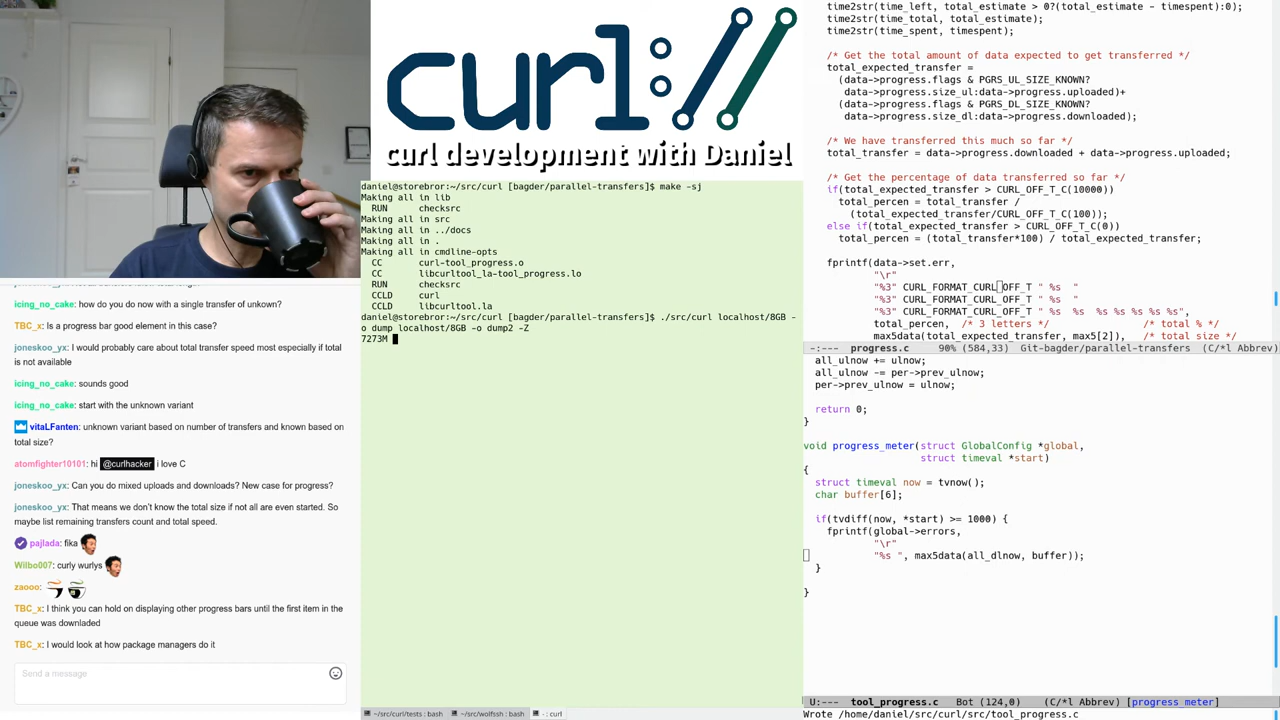 icing_no_cake: how do you do now with a single transfer of unkown?
TBC_x: Is a progress bar good element in this case?
joneskoo_yx: I would probably care about total transfer speed most especially if total
is not available
icing_no_cake: sounds good
icing_no_cake: start with the unknown variant
vitaLFanten: unknown variant based on number of transfers and known based on
total size?
atomfighter10101: hi @curlhacker i love C
joneskoo_yx: Can you do mixed uploads and downloads? New case for progress?
joneskoo_yx: That means we don't know the total size if not all are even started. So
maybe list remaining transfers count and total speed.
pajlada: fika
Wilbo007: curly wurlys
zaooo:
TBC_x: I think you can hold on displaying other progress bars until the first item in the
queue was downladed
TBC_x: I would look at how package managers do it
Send a message
curl://
curl development with Daniel
daniel@storebror:~/src/curl [bagder/parallel-transfers]$ make -sj
Making all in lib
  RUN      checksrc
Making all in src
Making all in ../docs
Making all in .
Making all in cmdline-opts
  CC       curl-tool_progress.o
  CC       libcurltool_la-tool_progress.lo
  RUN      checksrc
  CCLD     curl
  CCLD     libcurltool.la
daniel@storebror:~/src/curl [bagder/parallel-transfers]$ ./src/curl localhost/8GB -
o dump localhost/8GB -o dump2 -Z
7273M
~/src/curl/tests : bash
~/src/wolfssh : bash
- : curl
time2str(time_left, total_estimate > 0?(total_estimate - timespent):0);
time2str(time_total, total_estimate);
time2str(time_spent, timespent);
/* Get the total amount of data expected to get transferred */
total_expected_transfer =
  (data->progress.flags & PGRS_UL_SIZE_KNOWN?
   data->progress.size_ul:data->progress.uploaded)+
  (data->progress.flags & PGRS_DL_SIZE_KNOWN?
   data->progress.size_dl:data->progress.downloaded);
/* We have transferred this much so far */
total_transfer = data->progress.downloaded + data->progress.uploaded;
/* Get the percentage of data transferred so far */
if(total_expected_transfer > CURL_OFF_T_C(10000))
  total_percen = total_transfer /
    (total_expected_transfer/CURL_OFF_T_C(100));
else if(total_expected_transfer > CURL_OFF_T_C(0))
  total_percen = (total_transfer*100) / total_expected_transfer;
fprintf(data->set.err,
        "\r"
        "%3" CURL_FORMAT_CURL_OFF_T " %s  "
        "%3" CURL_FORMAT_CURL_OFF_T " %s  "
        "%3" CURL_FORMAT_CURL_OFF_T " %s  %s  %s %s %s %s %s",
        total_percen,  /* 3 letters */                /* total % */
        max5data(total_expected_transfer, max5[2]),  /* total size */
-:---  progress.c     90% (584,33)   Git-bagder/parallel-transfers  (C/*l Abbrev)
  all_ulnow += ulnow;
  all_ulnow -= per->prev_ulnow;
  per->prev_ulnow = ulnow;
  return 0;
}
void progress_meter(struct GlobalConfig *global,
                    struct timeval *start)
{
  struct timeval now = tvnow();
  char buffer[6];
  if(tvdiff(now, *start) >= 1000) {
    fprintf(global->errors,
            "\r"
            "%s ", max5data(all_dlnow, buffer));
  }
}
U:---  tool_progress.c   Bot (124,0)    (C/*l Abbrev) [progress_meter]
Wrote /home/daniel/src/curl/src/tool_progress.c